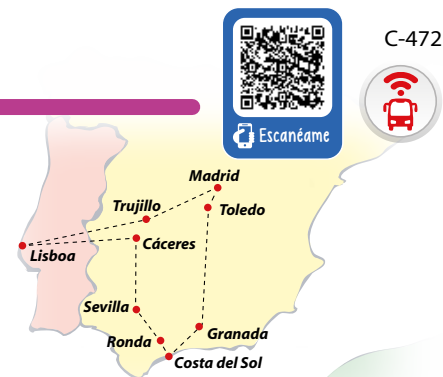 C-472
Escanéame
Madrid
Trujillo
Toledo
Cáceres
Lisboa
Sevilla
Ronda
Granada
Costa del Sol